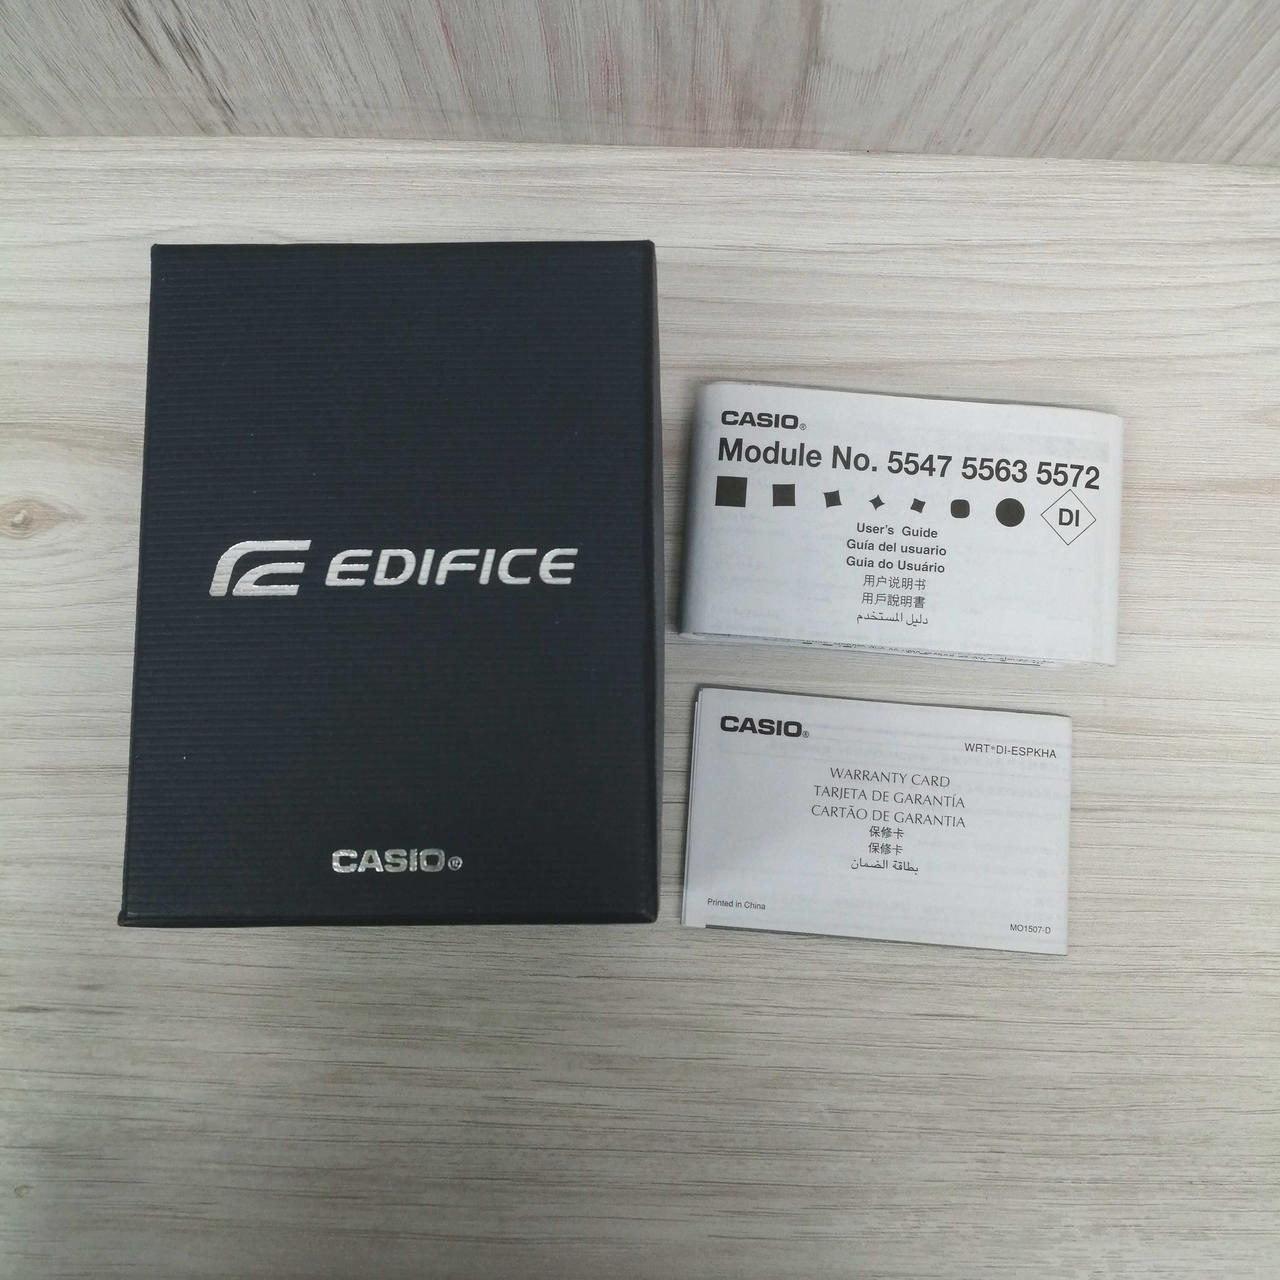 EDIFICE
CASIO®
CASIO®
Module No. 5547 5563 5572
DI
User's Guide
Guía del usuario
Guia do Usuário
用户说明书
用戶說明書
دليل المستخدم
CASIO®
WRT*DI-ESPKHA
WARRANTY CARD
TARJETA DE GARANTÍA
CARTÃO DE GARANTIA
保修卡
保修卡
بطاقة الضمان
Printed in China
MO1507-D